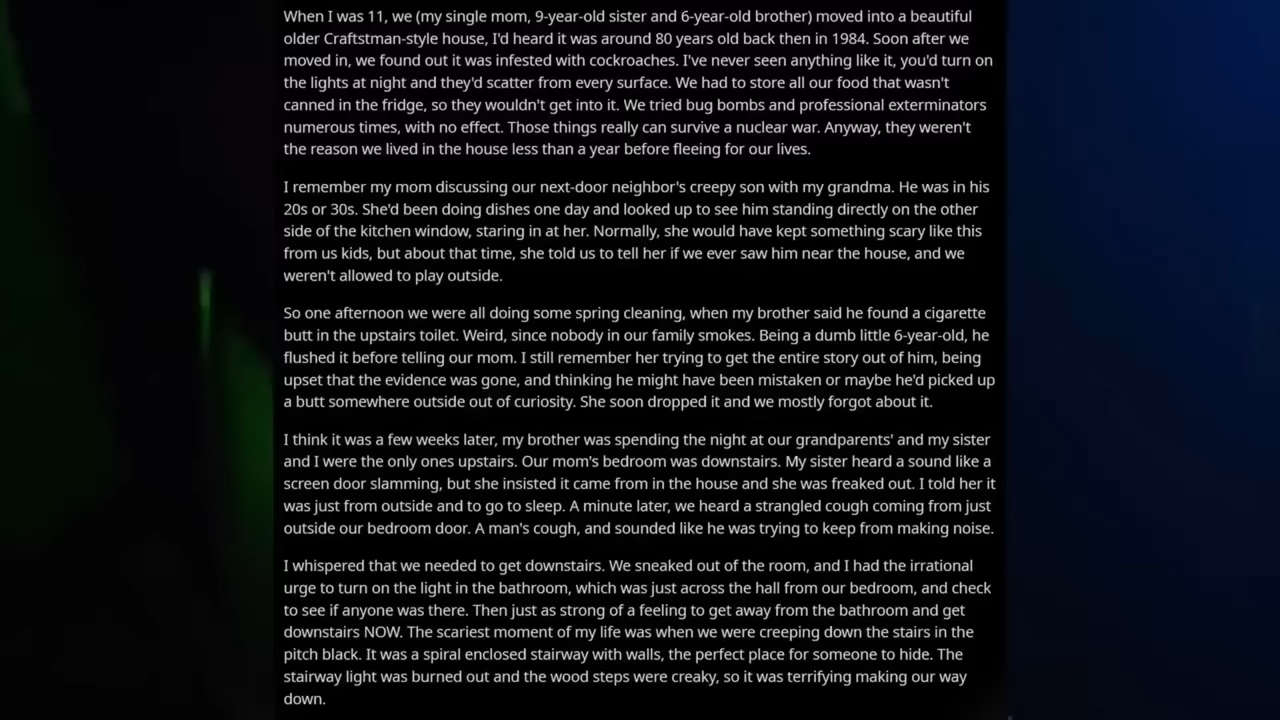 When I was 11, we (my single mom, 9-year-old sister and 6-year-old brother) moved into a beautiful
older Craftstman-style house, I'd heard it was around 80 years old back then in 1984. Soon after we
moved in, we found out it was infested with cockroaches. I've never seen anything like it, you'd turn on
the lights at night and they'd scatter from every surface. We had to store all our food that wasn't
canned in the fridge, so they wouldn't get into it. We tried bug bombs and professional exterminators
numerous times, with no effect. Those things really can survive a nuclear war. Anyway, they weren't
the reason we lived in the house less than a year before fleeing for our lives.
I remember my mom discussing our next-door neighbor's creepy son with my grandma. He was in his
20s or 30s. She'd been doing dishes one day and looked up to see him standing directly on the other
side of the kitchen window, staring in at her. Normally, she would have kept something scary like this
from us kids, but about that time, she told us to tell her if we ever saw him near the house, and we
weren't allowed to play outside.
So one afternoon we were all doing some spring cleaning, when my brother said he found a cigarette
butt in the upstairs toilet. Weird, since nobody in our family smokes. Being a dumb little 6-year-old, he
flushed it before telling our mom. I still remember her trying to get the entire story out of him, being
upset that the evidence was gone, and thinking he might have been mistaken or maybe he'd picked up
a butt somewhere outside out of curiosity. She soon dropped it and we mostly forgot about it.
I think it was a few weeks later, my brother was spending the night at our grandparents' and my sister
and I were the only ones upstairs. Our mom's bedroom was downstairs. My sister heard a sound like a
screen door slamming, but she insisted it came from in the house and she was freaked out. I told her it
was just from outside and to go to sleep. A minute later, we heard a strangled cough coming from just
outside our bedroom door. A man's cough, and sounded like he was trying to keep from making noise.
I whispered that we needed to get downstairs. We sneaked out of the room, and I had the irrational
urge to turn on the light in the bathroom, which was just across the hall from our bedroom, and check
to see if anyone was there. Then just as strong of a feeling to get away from the bathroom and get
downstairs NOW. The scariest moment of my life was when we were creeping down the stairs in the
pitch black. It was a spiral enclosed stairway with walls, the perfect place for someone to hide. The
stairway light was burned out and the wood steps were creaky, so it was terrifying making our way
down.